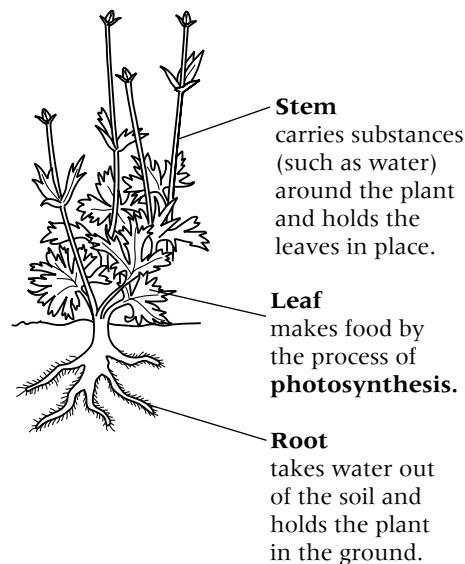 Stem
carries substances
(such as water)
around the plant
and holds the
leaves in place.
Leaf
makes food by
the process of
photosynthesis.
Root
takes water out
of the soil and
holds the plant
in the ground.